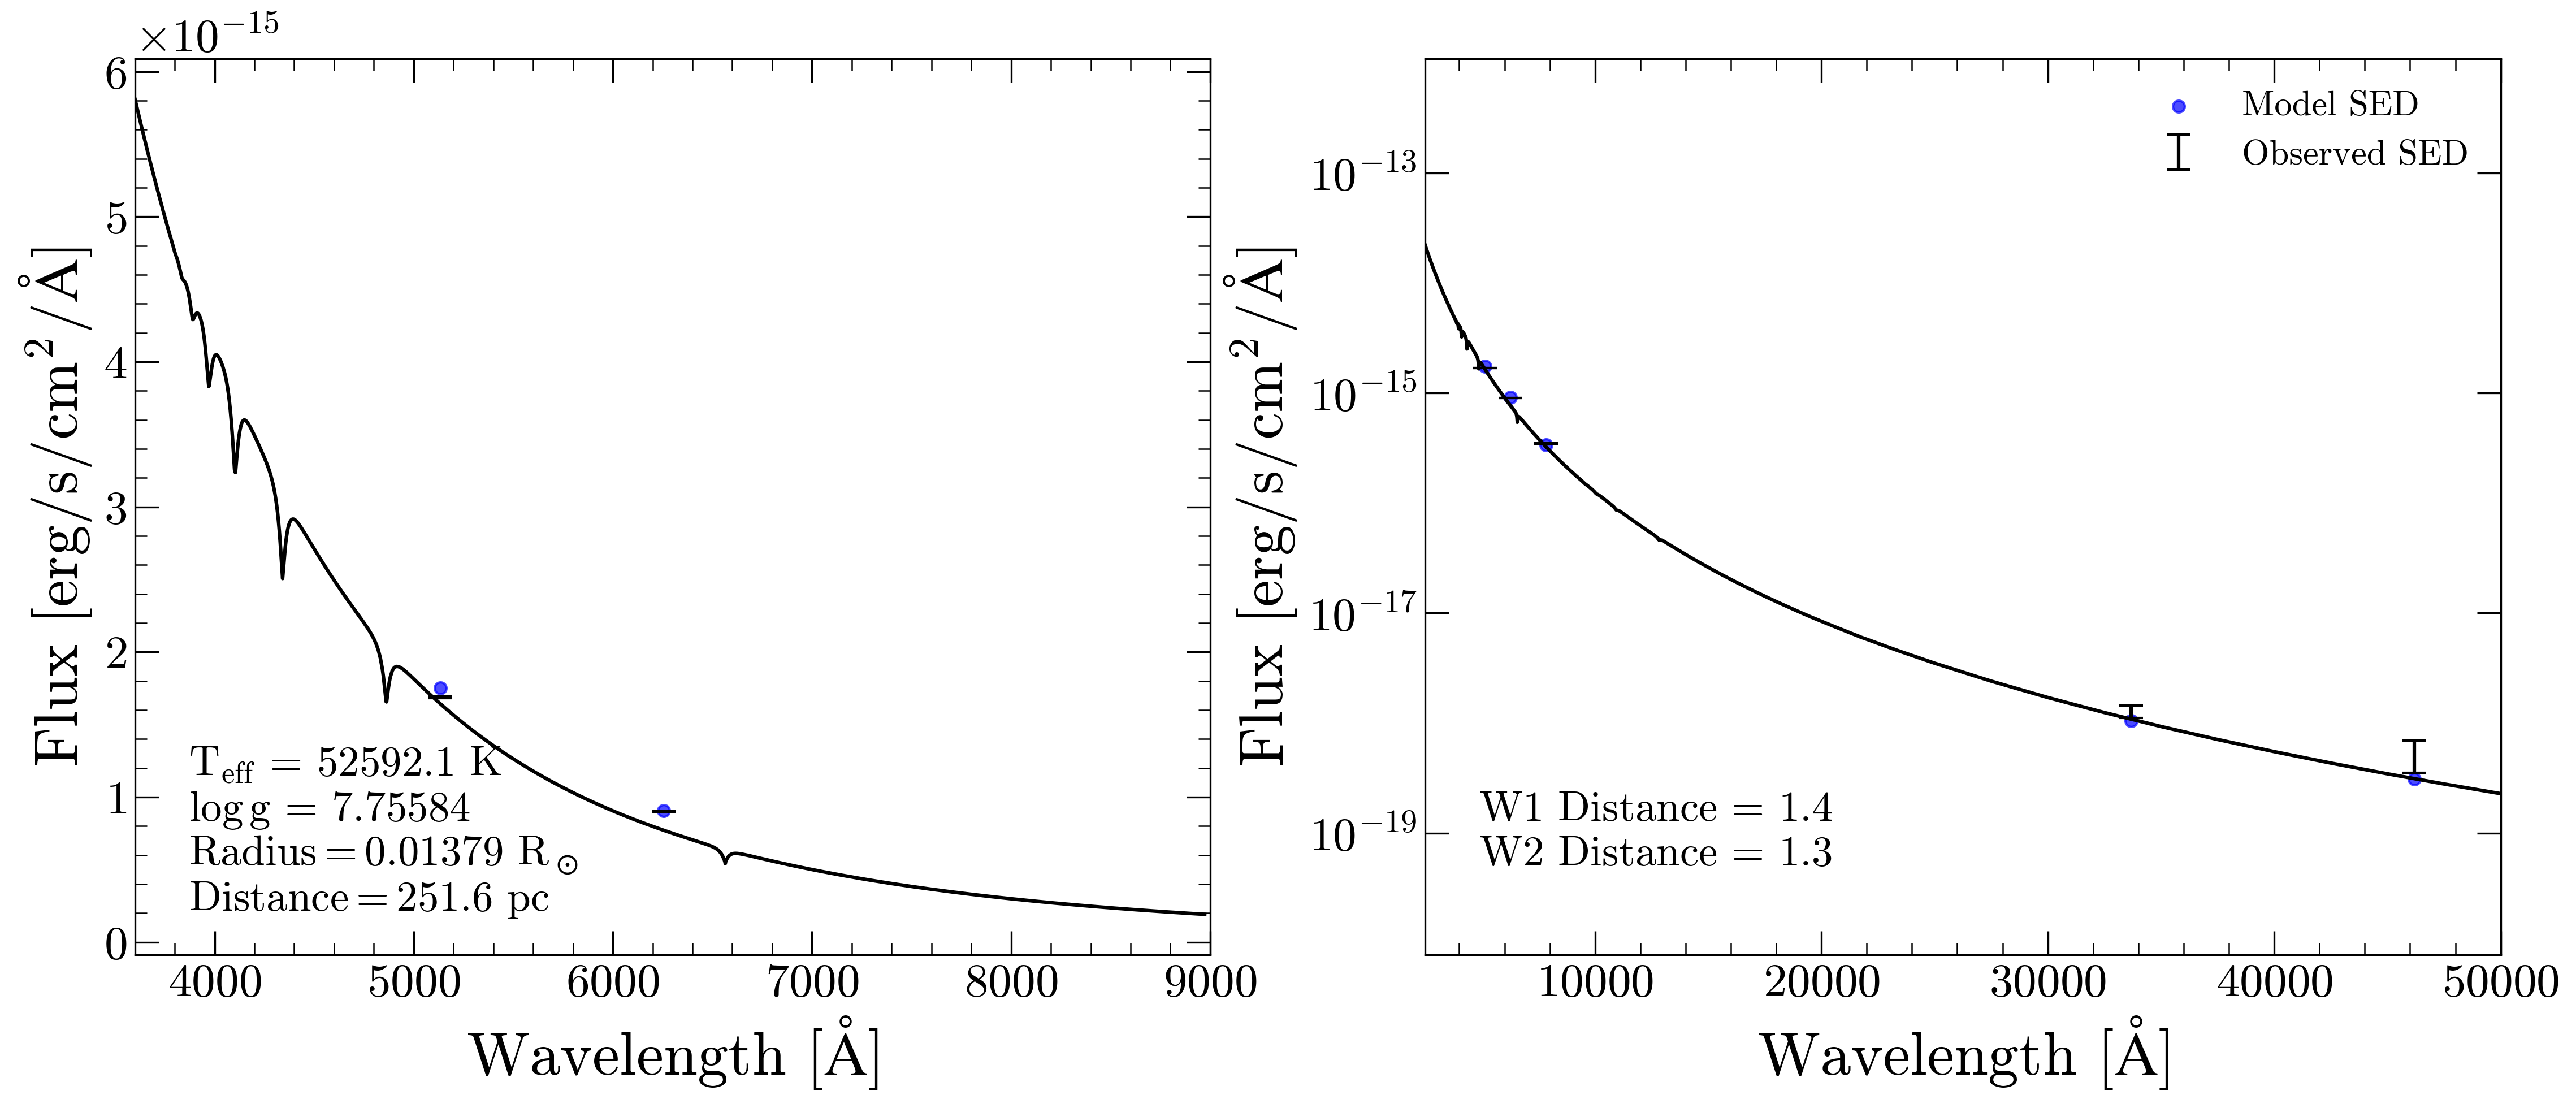 ×10⁻¹⁵
6
5
4
3
2
1
0
Flux [erg/s/cm²/Å]
T_eff = 52592.1 K
log g = 7.75584
Radius = 0.01379 R_⊙
Distance = 251.6 pc
4000 5000 6000 7000 8000 9000
Wavelength [Å]
10⁻¹³
10⁻¹⁵
10⁻¹⁷
10⁻¹⁹
Flux [erg/s/cm²/Å]
Model SED
Observed SED
W1 Distance = 1.4
W2 Distance = 1.3
10000 20000 30000 40000 50000
Wavelength [Å]